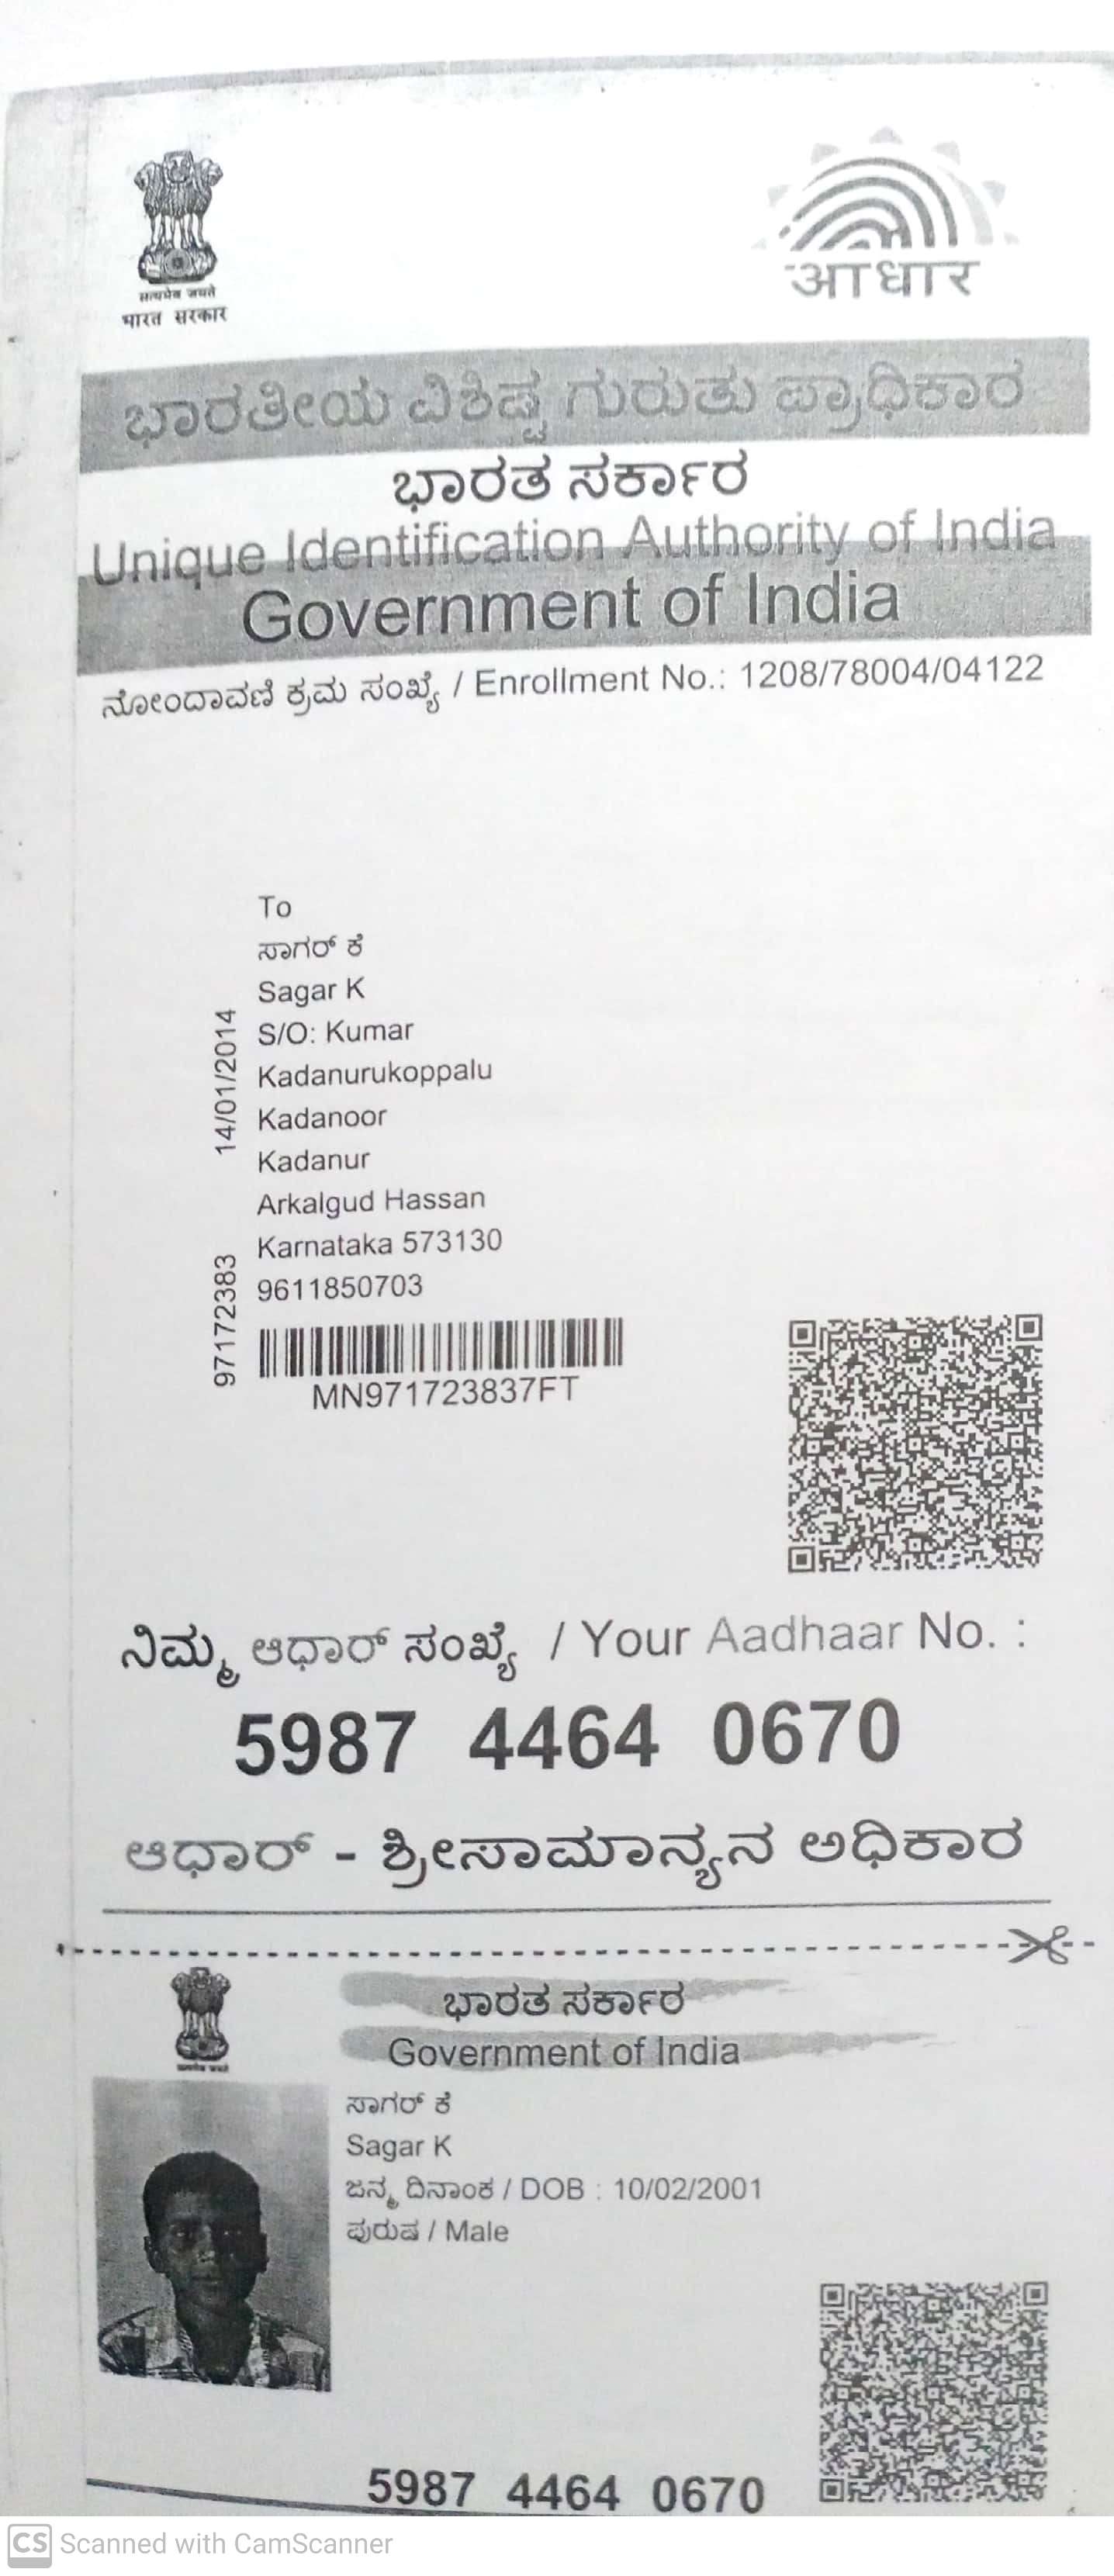 सत्यमेव जयते
भारत सरकार
आधार
ಭಾರತೀಯ ವಿಶಿಷ್ಟ ಗುರುತು ಪ್ರಾಧಿಕಾರ
ಭಾರತ ಸರ್ಕಾರ
Unique Identification Authority of India
Government of India
ನೋಂದಾವಣಿ ಕ್ರಮ ಸಂಖ್ಯೆ / Enrollment No.: 1208/78004/04122
To
ಸಾಗರ್ ಕೆ
Sagar K
S/O: Kumar
Kadanurukoppalu
Kadanoor
Kadanur
Arkalgud Hassan
Karnataka 573130
9611850703
14/01/2014
97172383
MN971723837FT
ನಿಮ್ಮ ಆಧಾರ್ ಸಂಖ್ಯೆ / Your Aadhaar No. :
5987 4464 0670
ಆಧಾರ್ - ಶ್ರೀಸಾಮಾನ್ಯನ ಅಧಿಕಾರ
ಭಾರತ ಸರ್ಕಾರ
Government of India
ಸಾಗರ್ ಕೆ
Sagar K
ಜನ್ಮ ದಿನಾಂಕ / DOB : 10/02/2001
ಪುರುಷ / Male
5987 4464 0670
CS Scanned with CamScanner